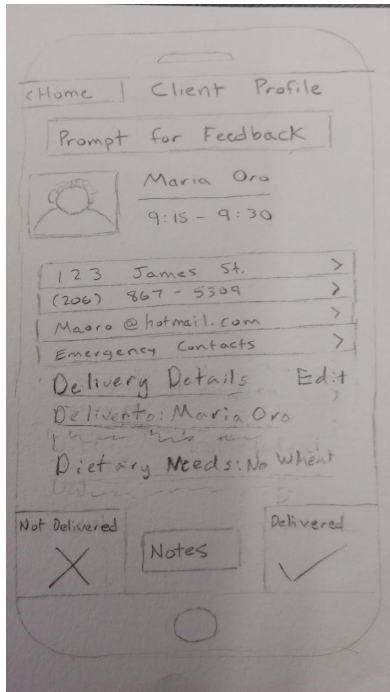 <Home | Client Profile
Prompt for Feedback
Maria Oro
9:15 - 9:30
123 James St. >
(206) 867-5309 >
Maoro@hotmail.com >
Emergency Contacts >
Delivery Details Edit
Deliver to: Maria Oro
Dietary Needs: No Wheat
Not Delivered
Notes
Delivered